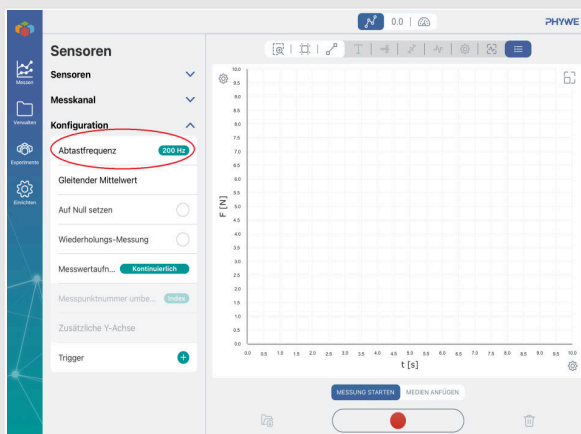 0.0
PHYWE
Sensoren
Messen
Verwalten
Experimente
Einrichten
Sensoren
Messkanal
Konfiguration
Abtastfrequenz 200 Hz
Gleitender Mittelwert
Auf Null setzen
Wiederholungs-Messung
Messwertaufn... Kontinuierlich
Messpunktnummer umbe... Index
Zusätzliche Y-Achse
Trigger
T
10.0
9.5
9.0
8.5
8.0
7.5
7.0
6.5
6.0
5.5
5.0
4.5
4.0
3.5
3.0
2.5
2.0
1.5
1.0
0.5
0.0
F [N]
0.0 0.5 1.0 1.5 2.0 2.5 3.0 3.5 4.0 4.5 5.0 5.5 6.0 6.5 7.0 7.5 8.0 8.5 9.0 9.5 10.0
t [s]
MESSUNG STARTEN MEDIEN ANFÜGEN